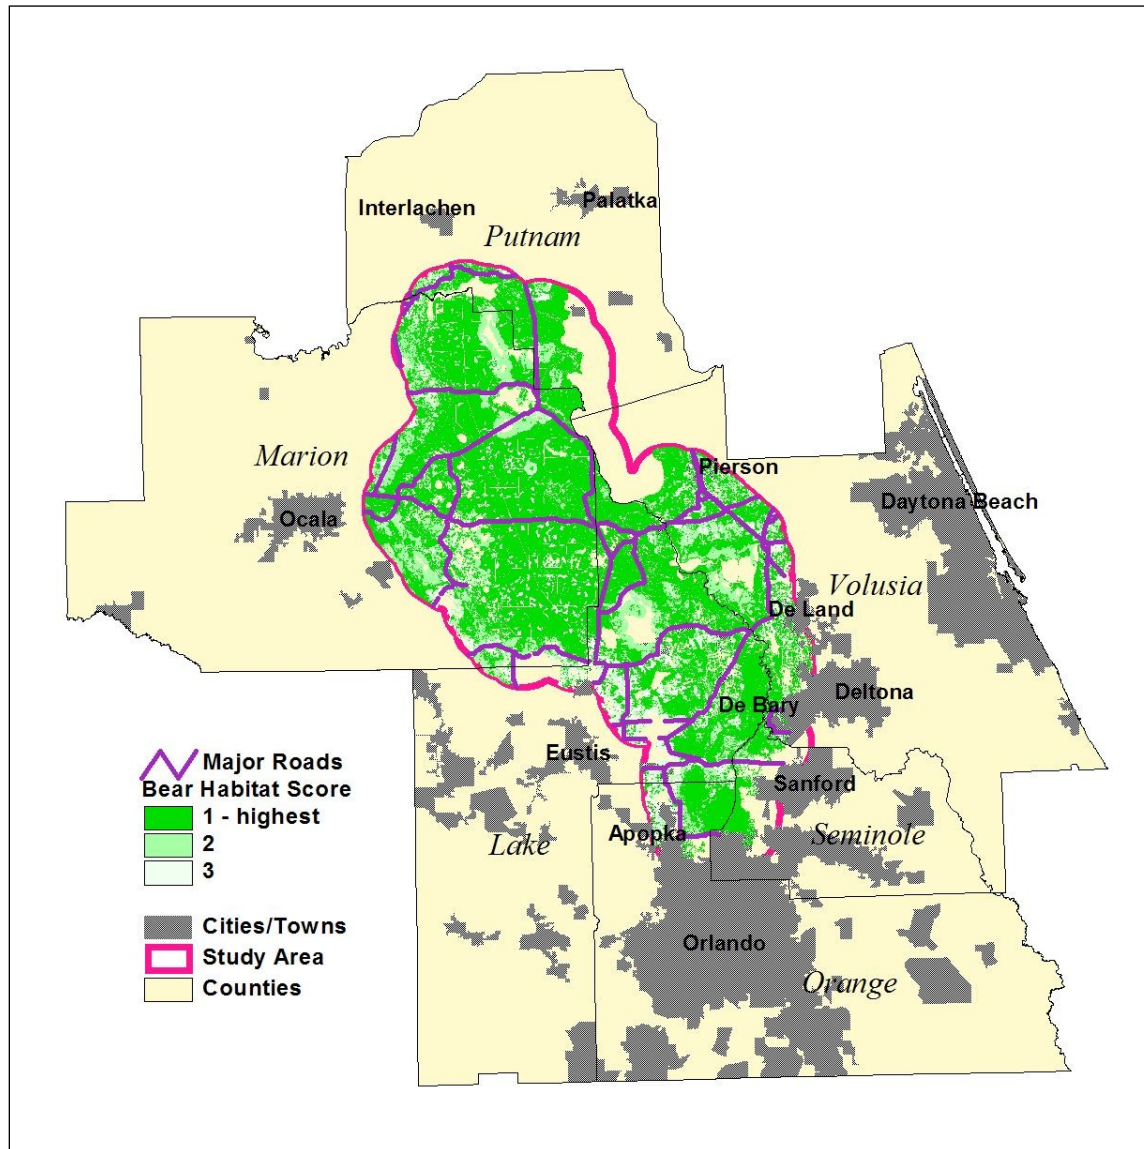 Interlachen
Palatka
Putnam
Marion
Pierson
Ocala
Daytona Beach
Volusia
De Land
Deltona
De Bary
Eustis
Sanford
Apopka
Seminole
Lake
Orlando
Orange
Major Roads
Bear Habitat Score
1 - highest
2
3
Cities/Towns
Study Area
Counties